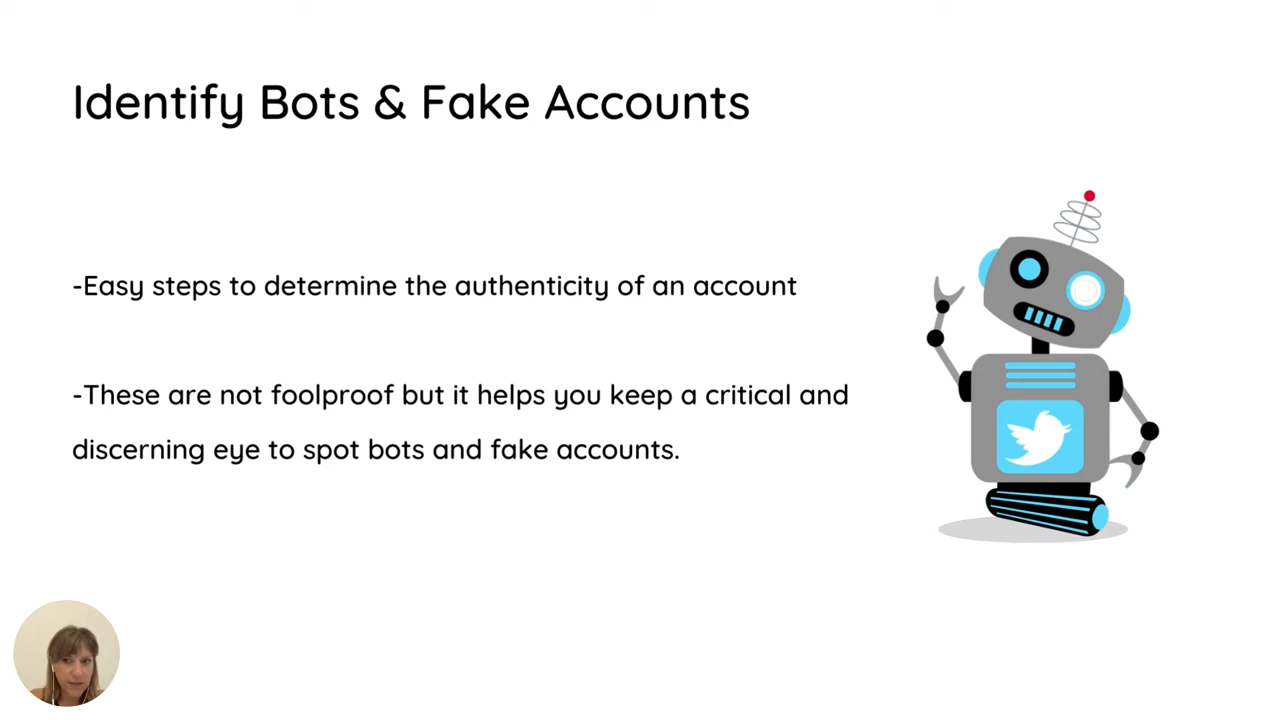 Identify Bots & Fake Accounts
-Easy steps to determine the authenticity of an account
-These are not foolproof but it helps you keep a critical and
discerning eye to spot bots and fake accounts.